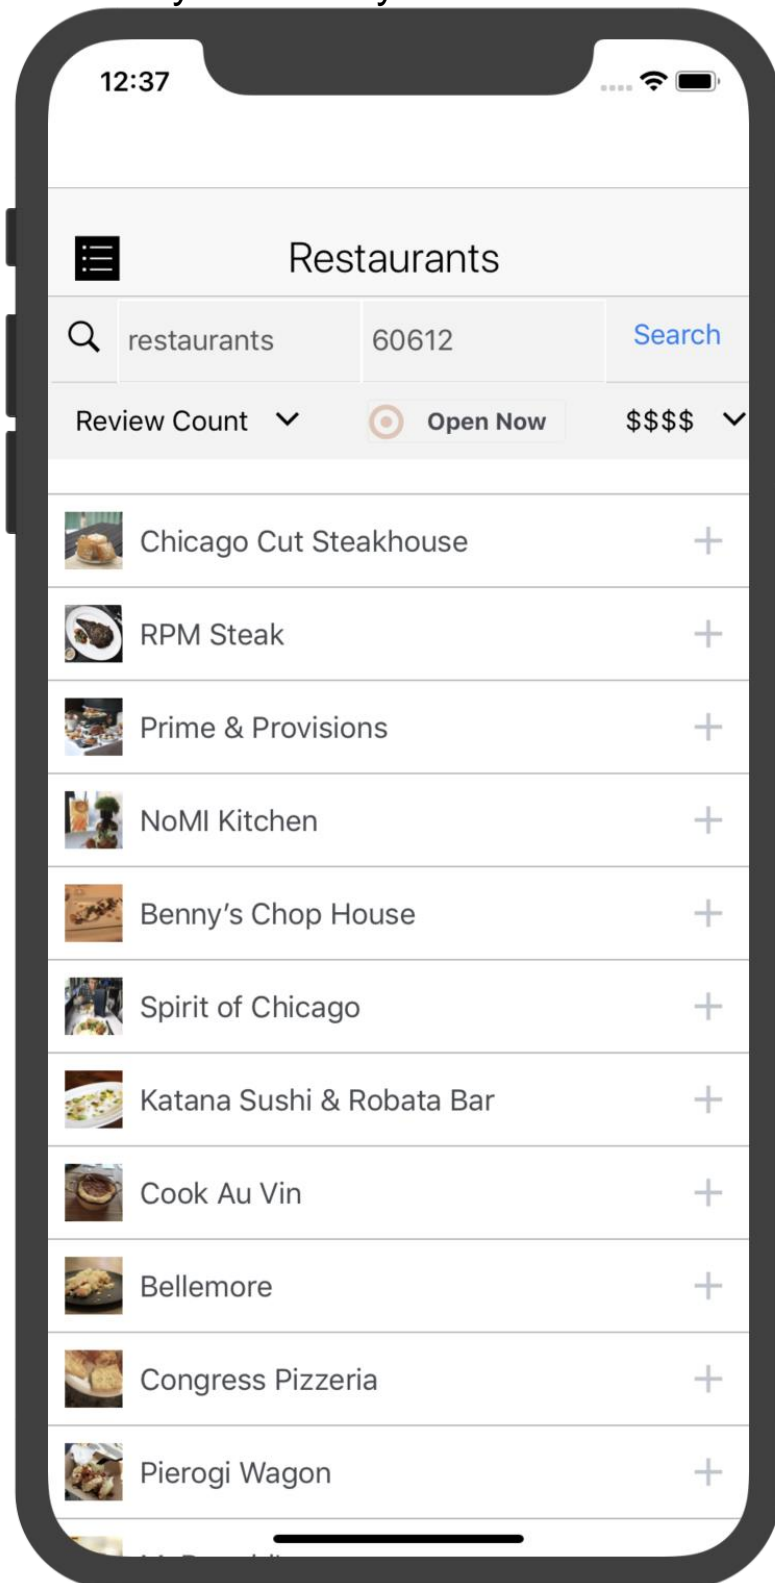 12:37
Restaurants
restaurants 60612 Search
Review Count Open Now $$$$
Chicago Cut Steakhouse
RPM Steak
Prime & Provisions
NoMI Kitchen
Benny’s Chop House
Spirit of Chicago
Katana Sushi & Robata Bar
Cook Au Vin
Bellemore
Congress Pizzeria
Pierogi Wagon